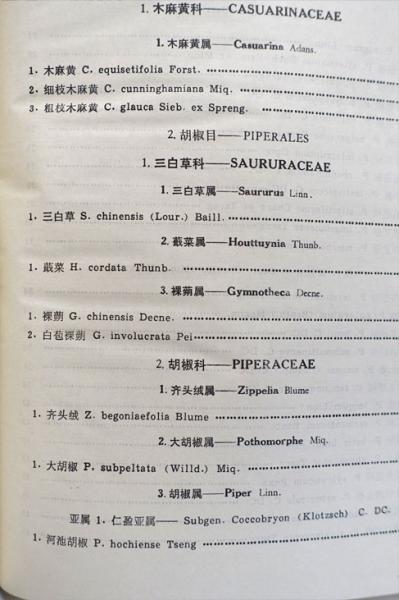 1. 木麻黄科——CASUARINACEAE
1. 木麻黄属——Casuarina Adans.
1. 木麻黄 C. equisetifolia Forst. ……………………………
2. 细枝木麻黄 C. cunninghamiana Miq. ……………………………
3. 粗枝木麻黄 C. glauca Sieb. ex Spreng. ……………………………
2. 胡椒目——PIPERALES
1. 三白草科——SAURURACEAE
1. 三白草属——Saururus Linn.
1. 三白草 S. chinensis (Lour.) Baill. ……………………………
2. 蕺菜属——Houttuynia Thunb.
1. 蕺菜 H. cordata Thunb. ……………………………
3. 裸蒴属——Gymnotheca Decne.
1. 裸蒴 G. chinensis Decne. ……………………………
2. 白苞裸蒴 G. involucrata Pei ……………………………
2. 胡椒科——PIPERACEAE
1. 齐头绒属——Zippelia Blume
1. 齐头绒 Z. begoniaefolia Blume ……………………………
2. 大胡椒属——Pothomorphe Miq.
1. 大胡椒 P. subpeltata (Willd.) Miq. ……………………………
3. 胡椒属——Piper Linn.
亚属 1. 仁盈亚属——Subgen. Coccobryon (Klotzsch) C. DC.
1. 河池胡椒 P. hochiense Tseng ……………………………